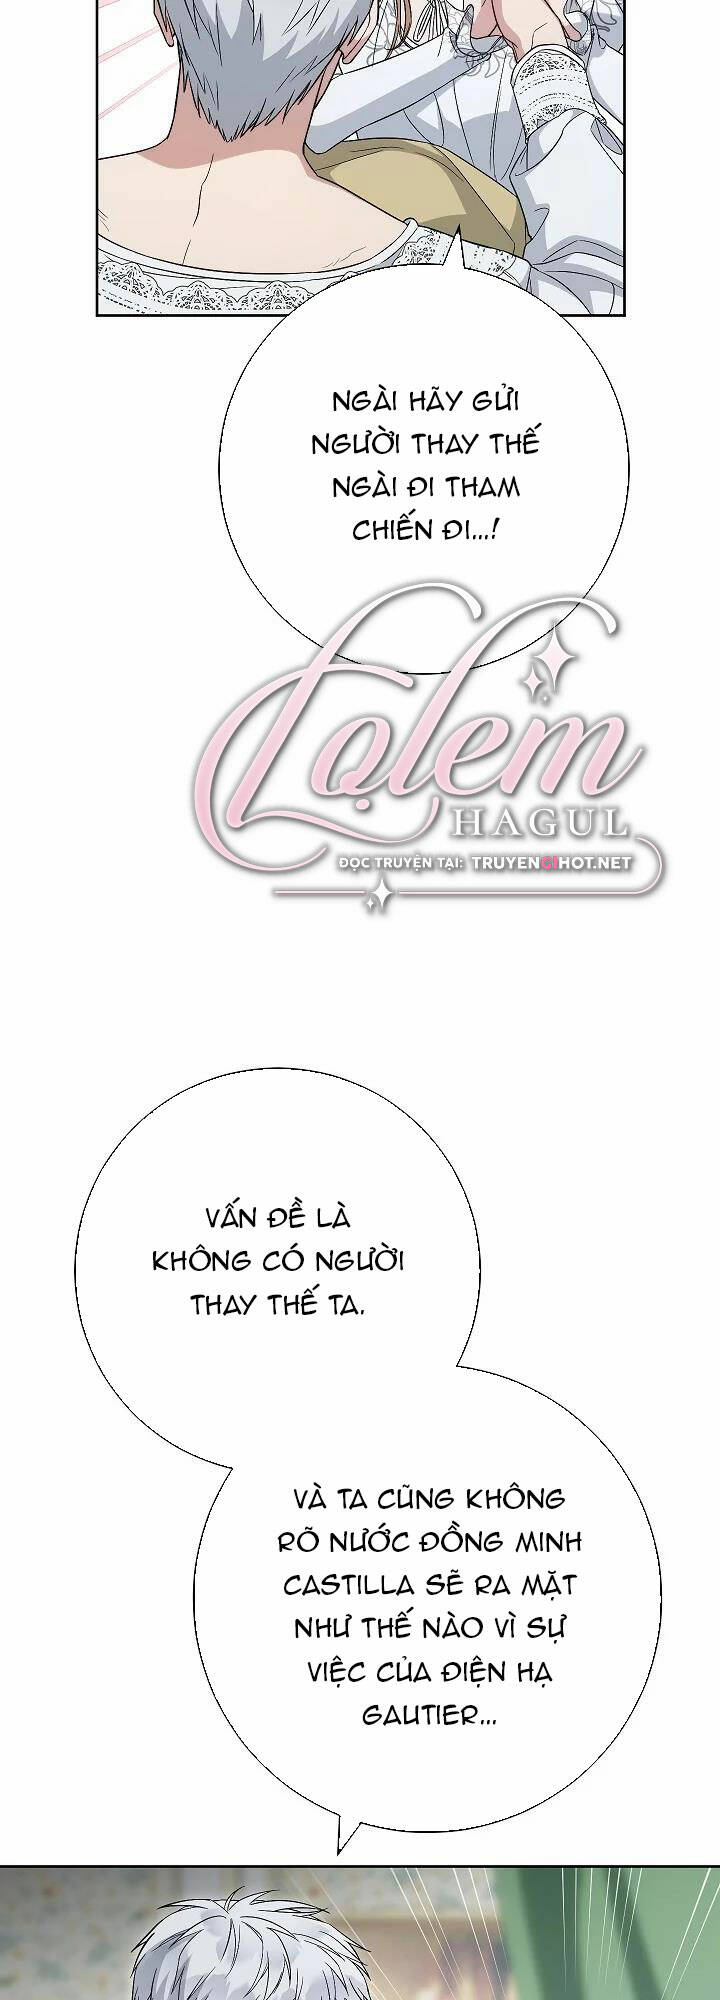 NGÀI HÃY GỬI
NGƯỜI THAY THẾ
NGÀI ĐI THAM
CHIẾN ĐI...!
Lọlem
HAGUL
ĐỌC TRUYỆN TẠI: TRUYENGIHOT.NET
VẤN ĐỀ LÀ
KHÔNG CÓ NGƯỜI
THAY THẾ TA.
VÀ TA CŨNG KHÔNG
RÕ NƯỚC ĐỒNG MINH
CASTILLA SẼ RA MẶT
NHƯ THẾ NÀO VÌ SỰ
VIỆC CỦA ĐIỆN HẠ
GAUTIER...